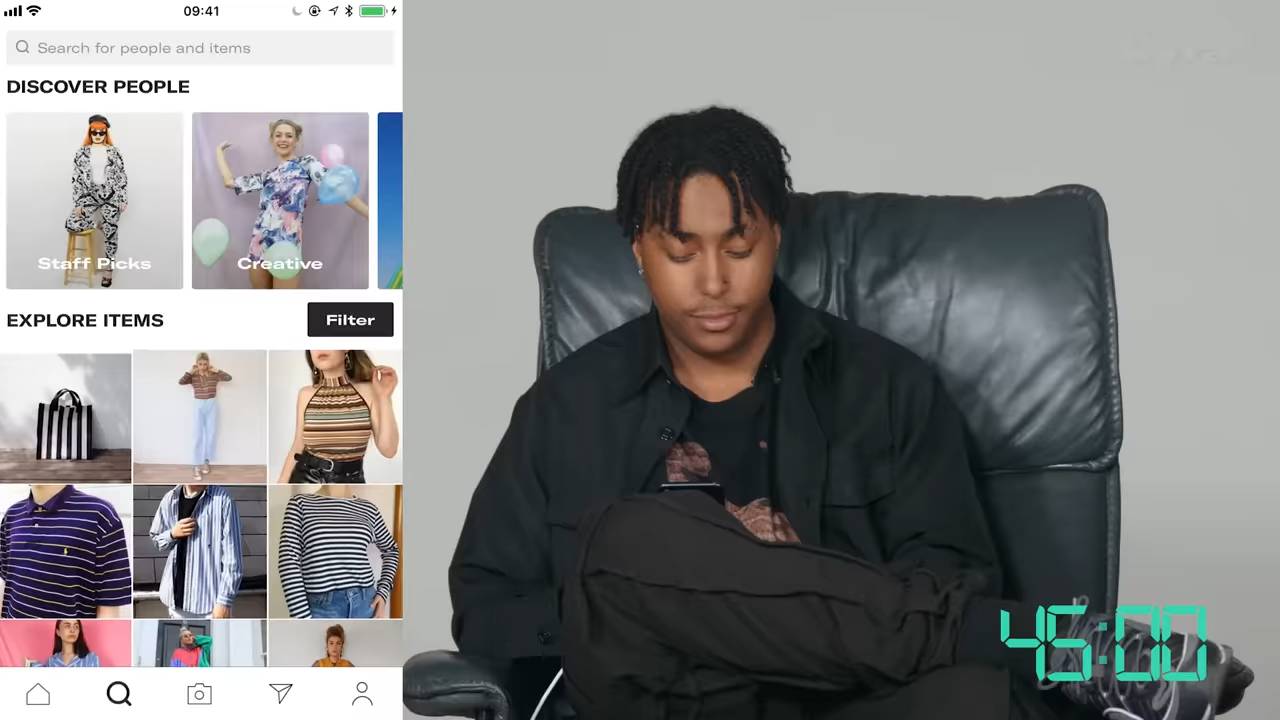 09:41
Search for people and items
DISCOVER PEOPLE
Staff Picks
Creative
EXPLORE ITEMS
Filter
45:00